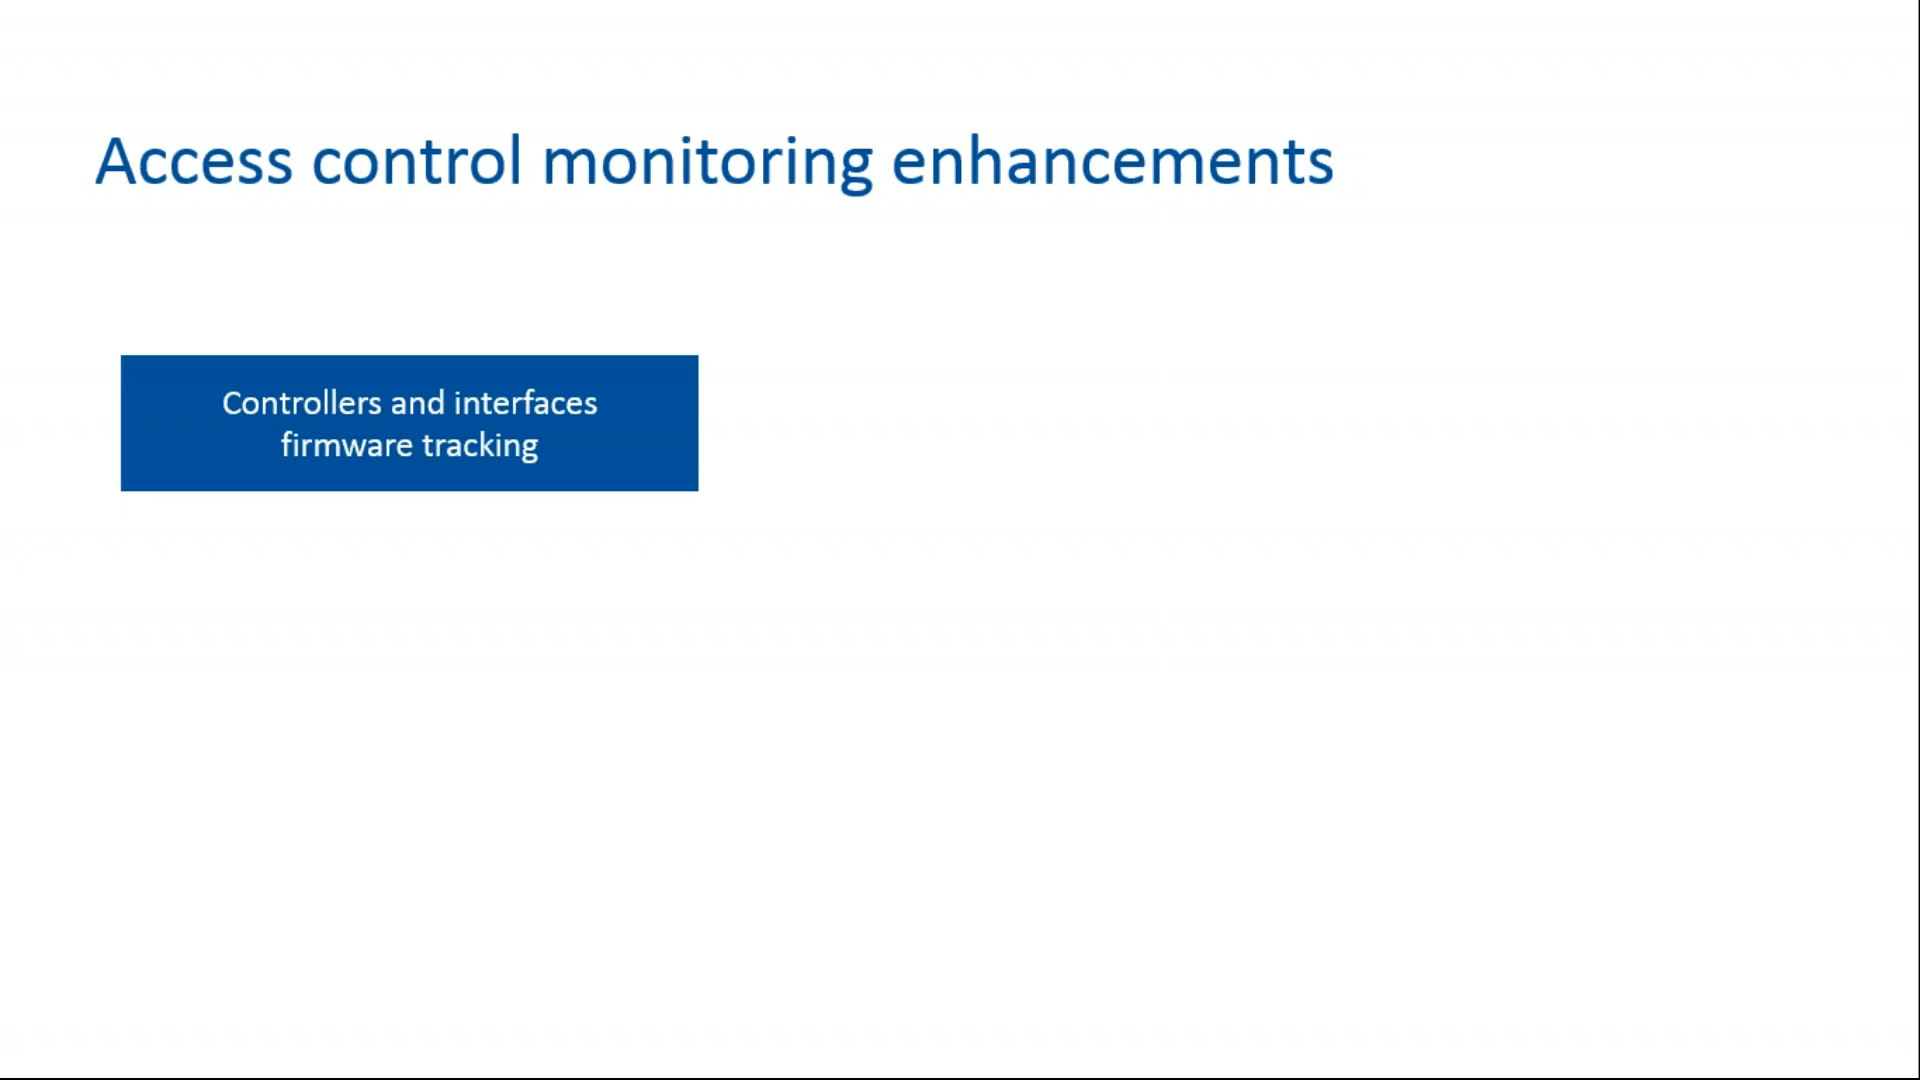 Access control monitoring enhancements
Controllers and interfaces
firmware tracking